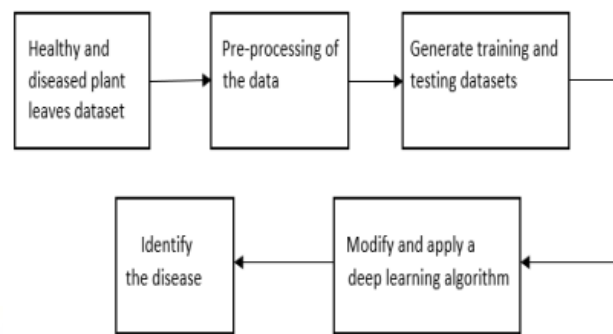 Healthy and
diseased plant
leaves dataset
Pre-processing of
the data
Generate training and
testing datasets
Modify and apply a
deep learning algorithm
Identify
the disease